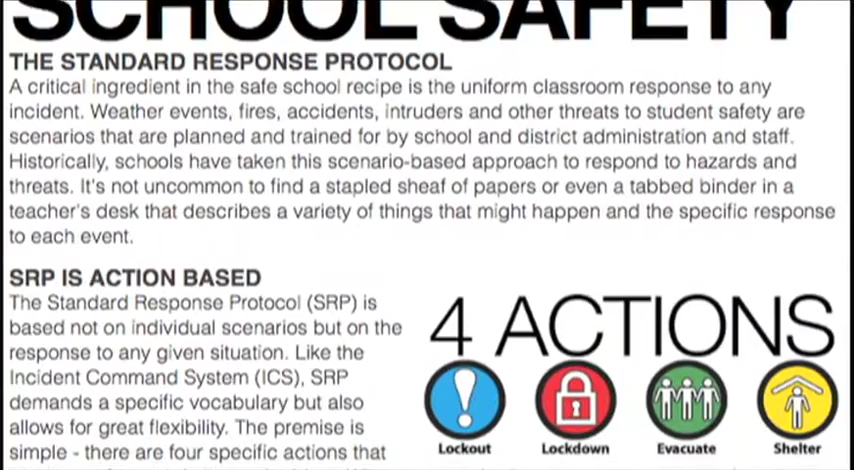 SCHOOL SAFETY
THE STANDARD RESPONSE PROTOCOL
A critical ingredient in the safe school recipe is the uniform classroom response to any
incident. Weather events, fires, accidents, intruders and other threats to student safety are
scenarios that are planned and trained for by school and district administration and staff.
Historically, schools have taken this scenario-based approach to respond to hazards and
threats. It's not uncommon to find a stapled sheaf of papers or even a tabbed binder in a
teacher's desk that describes a variety of things that might happen and the specific response
to each event.
SRP IS ACTION BASED
The Standard Response Protocol (SRP) is
based not on individual scenarios but on the
response to any given situation. Like the
Incident Command System (ICS), SRP
demands a specific vocabulary but also
allows for great flexibility. The premise is
simple - there are four specific actions that
4 ACTIONS
Lockout Lockdown Evacuate Shelter